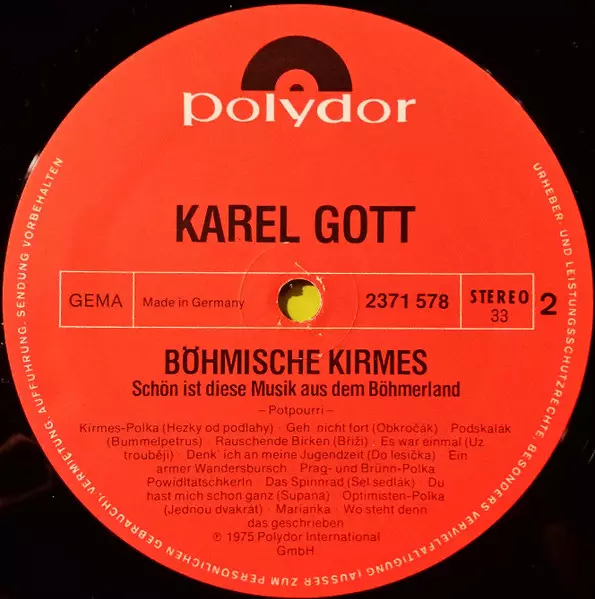 polydor
KAREL GOTT
GEMA
Made in Germany
2371 578
STEREO
33
2
BÖHMISCHE KIRMES
Schön ist diese Musik aus dem Böhmerland
–Potpourri–
Kirmes-Polka (Hezky od podlahy) · Geh' nicht fort (Obkročák) · Podskalák
(Bummelpetrus) · Rauschende Birken (Břízi) · Es war einmal (Uz
trouběji) · Denk' ich an meine Jugendzeit (Do lesička) · Ein
armer Wandersbursch · Prag- und Brünn-Polka
Powidltatschkerln · Das Spinnrad (Sel sedlák) · Du
hast mich schon ganz (Supana) · Optimisten-Polka
(Jednou dvakrát) · Marianka · Wo steht denn
das geschrieben
℗ 1975 Polydor International
GmbH
URHEBER- UND LEISTUNGSSCHUTZRECHTE, BESONDERS VERVIELFÄLTIGUNG (AUSSER ZUM PERSÖNLICHEN GEBRAUCH), VERMIETUNG, AUFFÜHRUNG, SENDUNG VORBEHALTEN